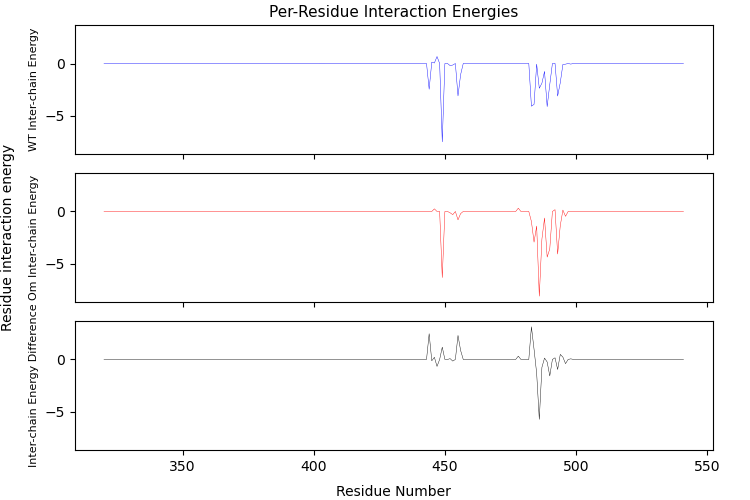 Per-Residue Interaction Energies
Residue interaction energy
WT Inter-chain Energy
0
−5
Om Inter-chain Energy
0
−5
Inter-chain Energy Difference
0
−5
350
400
450
500
550
Residue Number